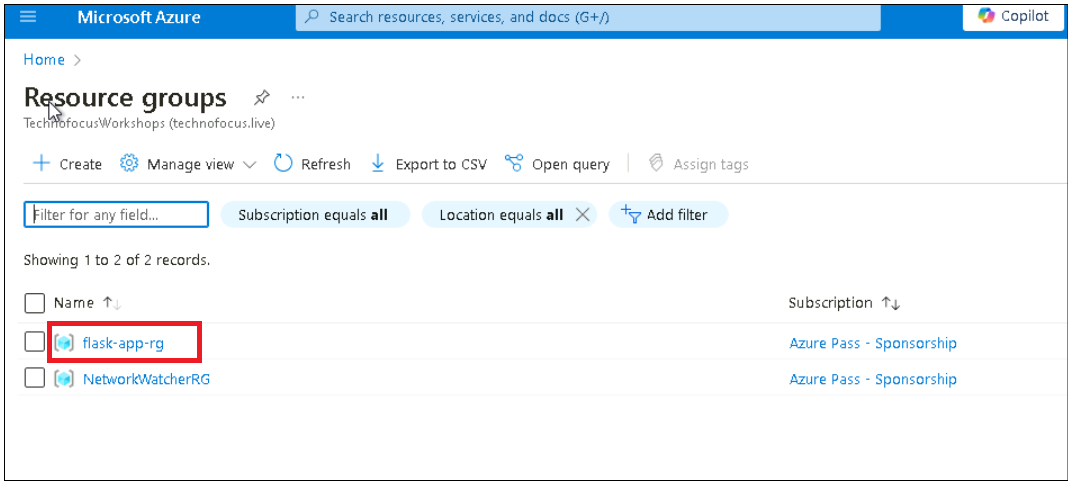 Microsoft Azure Search resources, services, and docs (G+/) Copilot
Home >
Resource groups ...
TechnofocusWorkshops (technofocus.live)
+ Create Manage view Refresh Export to CSV Open query Assign tags
Filter for any field... Subscription equals all Location equals all Add filter
Showing 1 to 2 of 2 records.
Name ↑↓ Subscription ↑↓
flask-app-rg Azure Pass - Sponsorship
NetworkWatcherRG Azure Pass - Sponsorship